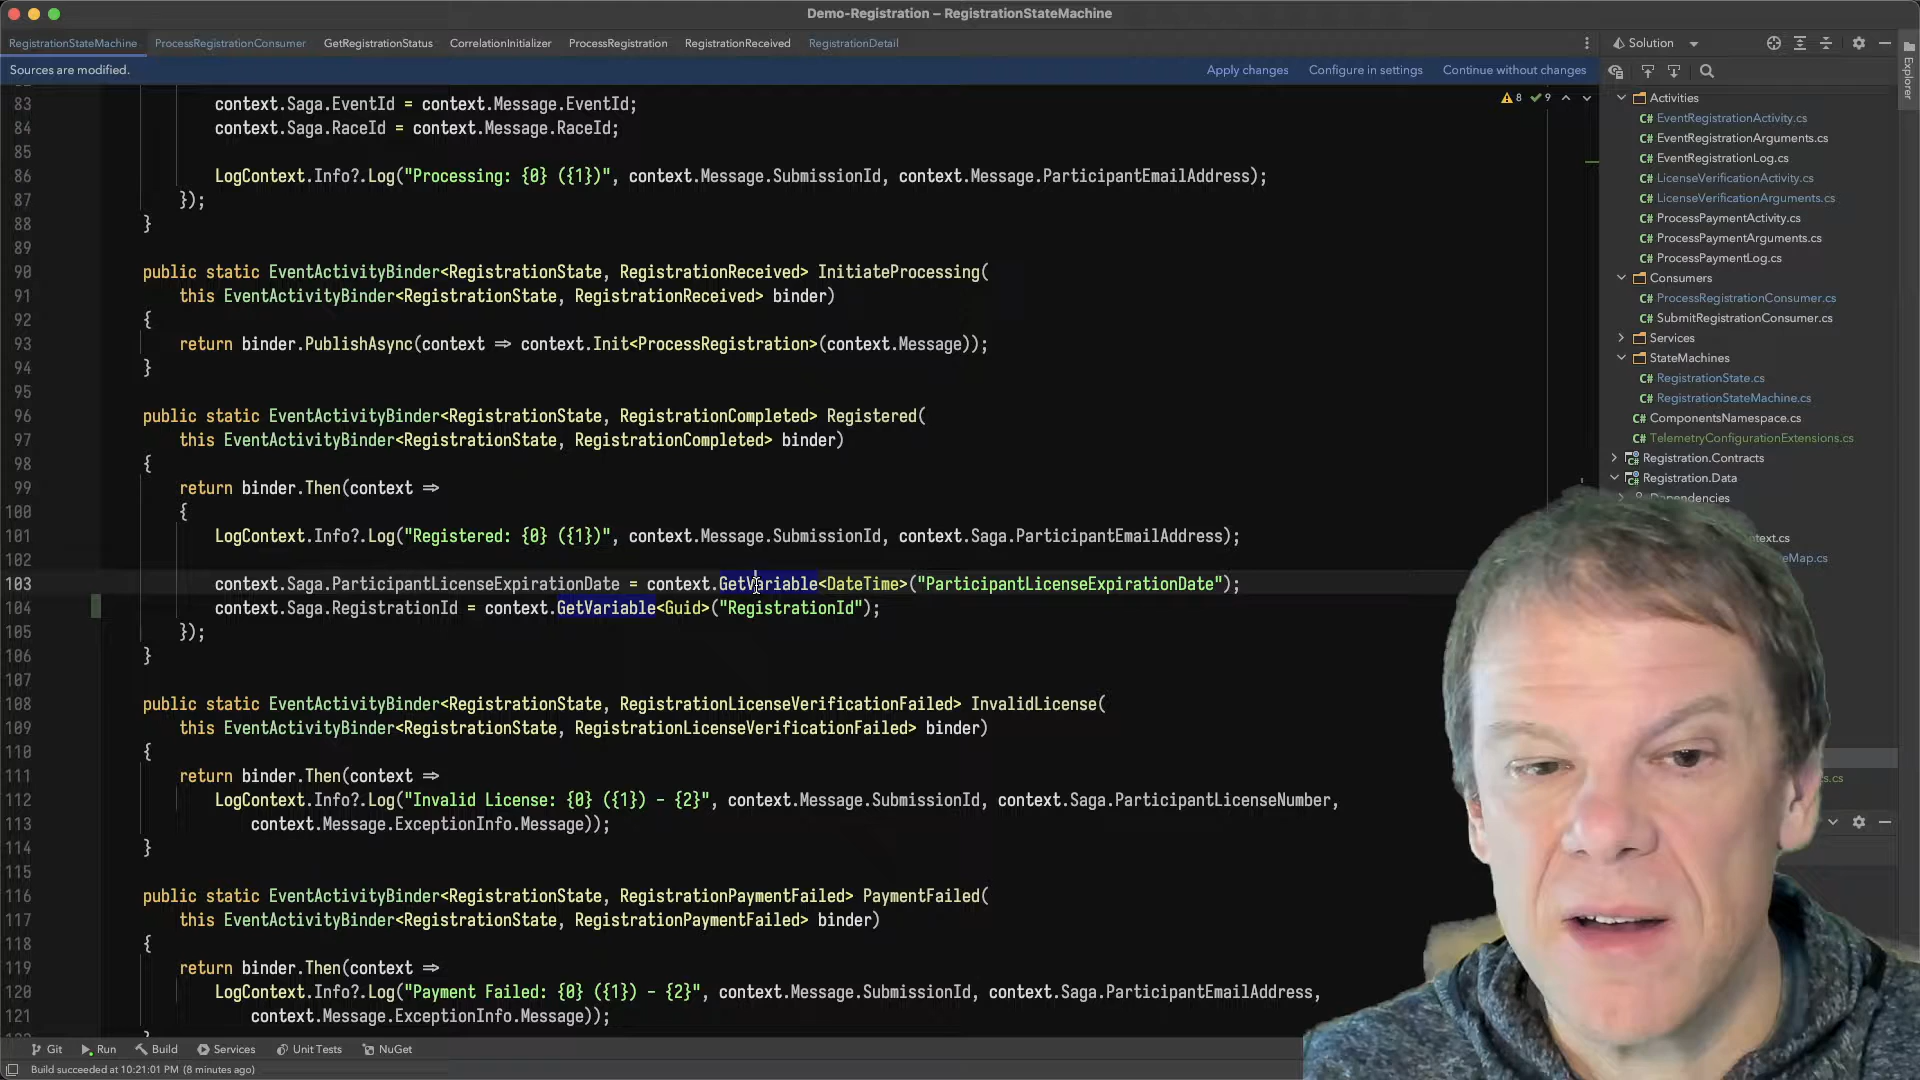 Demo-Registration – RegistrationStateMachine
RegistrationStateMachine ProcessRegistrationConsumer GetRegistrationStatus CorrelationInitializer ProcessRegistration RegistrationReceived RegistrationDetail
Solution
Explorer
Sources are modified. Apply changes Configure in settings Continue without changes
8 9
83 context.Saga.EventId = context.Message.EventId;
84 context.Saga.RaceId = context.Message.RaceId;
85
86 LogContext.Info?.Log("Processing: {0} ({1})", context.Message.SubmissionId, context.Message.ParticipantEmailAddress);
87 });
88 }
89
90 public static EventActivityBinder<RegistrationState, RegistrationReceived> InitiateProcessing(
91 this EventActivityBinder<RegistrationState, RegistrationReceived> binder)
92 {
93 return binder.PublishAsync(context => context.Init<ProcessRegistration>(context.Message));
94 }
95
96 public static EventActivityBinder<RegistrationState, RegistrationCompleted> Registered(
97 this EventActivityBinder<RegistrationState, RegistrationCompleted> binder)
98 {
99 return binder.Then(context =>
100 {
101 LogContext.Info?.Log("Registered: {0} ({1})", context.Message.SubmissionId, context.Saga.ParticipantEmailAddress);
102
103 context.Saga.ParticipantLicenseExpirationDate = context.GetVariable<DateTime>("ParticipantLicenseExpirationDate");
104 context.Saga.RegistrationId = context.GetVariable<Guid>("RegistrationId");
105 });
106 }
107
108 public static EventActivityBinder<RegistrationState, RegistrationLicenseVerificationFailed> InvalidLicense(
109 this EventActivityBinder<RegistrationState, RegistrationLicenseVerificationFailed> binder)
110 {
111 return binder.Then(context =>
112 LogContext.Info?.Log("Invalid License: {0} ({1}) - {2}", context.Message.SubmissionId, context.Saga.ParticipantLicenseNumber,
113 context.Message.ExceptionInfo.Message));
114 }
115
116 public static EventActivityBinder<RegistrationState, RegistrationPaymentFailed> PaymentFailed(
117 this EventActivityBinder<RegistrationState, RegistrationPaymentFailed> binder)
118 {
119 return binder.Then(context =>
120 LogContext.Info?.Log("Payment Failed: {0} ({1}) - {2}", context.Message.SubmissionId, context.Saga.ParticipantEmailAddress,
121 context.Message.ExceptionInfo.Message));
Activities
C# EventRegistrationActivity.cs
C# EventRegistrationArguments.cs
C# EventRegistrationLog.cs
C# LicenseVerificationActivity.cs
C# LicenseVerificationArguments.cs
C# ProcessPaymentActivity.cs
C# ProcessPaymentArguments.cs
C# ProcessPaymentLog.cs
Consumers
C# ProcessRegistrationConsumer.cs
C# SubmitRegistrationConsumer.cs
Services
StateMachines
C# RegistrationState.cs
C# RegistrationStateMachine.cs
C# ComponentsNamespace.cs
C# TelemetryConfigurationExtensions.cs
Registration.Contracts
Registration.Data
Dependencies
Git Run Build Services Unit Tests NuGet
Build succeeded at 10:21:01 PM (8 minutes ago)